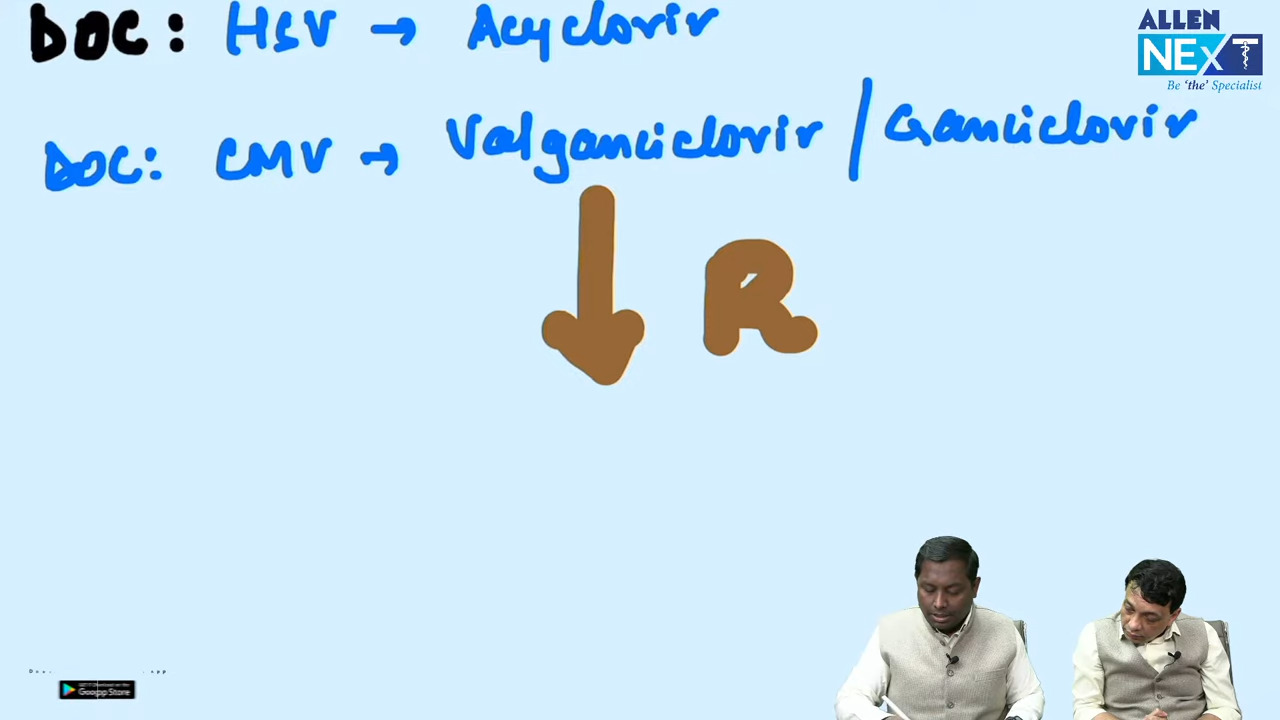 DOC : HSV → Acyclovir
DOC: CMV → Valganciclovir / Ganciclovir
R
ALLEN
NEXT
Be 'the' Specialist